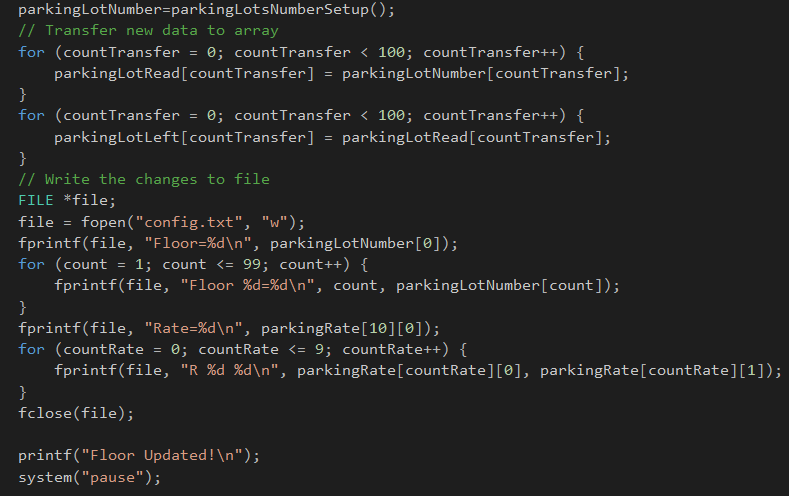 parkingLotNumber=parkingLotsNumberSetup();
// Transfer new data to array
for (countTransfer = 0; countTransfer < 100; countTransfer++) {
    parkingLotRead[countTransfer] = parkingLotNumber[countTransfer];
}
for (countTransfer = 0; countTransfer < 100; countTransfer++) {
    parkingLotLeft[countTransfer] = parkingLotRead[countTransfer];
}
// Write the changes to file
FILE *file;
file = fopen("config.txt", "w");
fprintf(file, "Floor=%d\n", parkingLotNumber[0]);
for (count = 1; count <= 99; count++) {
    fprintf(file, "Floor %d=%d\n", count, parkingLotNumber[count]);
}
fprintf(file, "Rate=%d\n", parkingRate[10][0]);
for (countRate = 0; countRate <= 9; countRate++) {
    fprintf(file, "R %d %d\n", parkingRate[countRate][0], parkingRate[countRate][1]);
}
fclose(file);

printf("Floor Updated!\n");
system("pause");